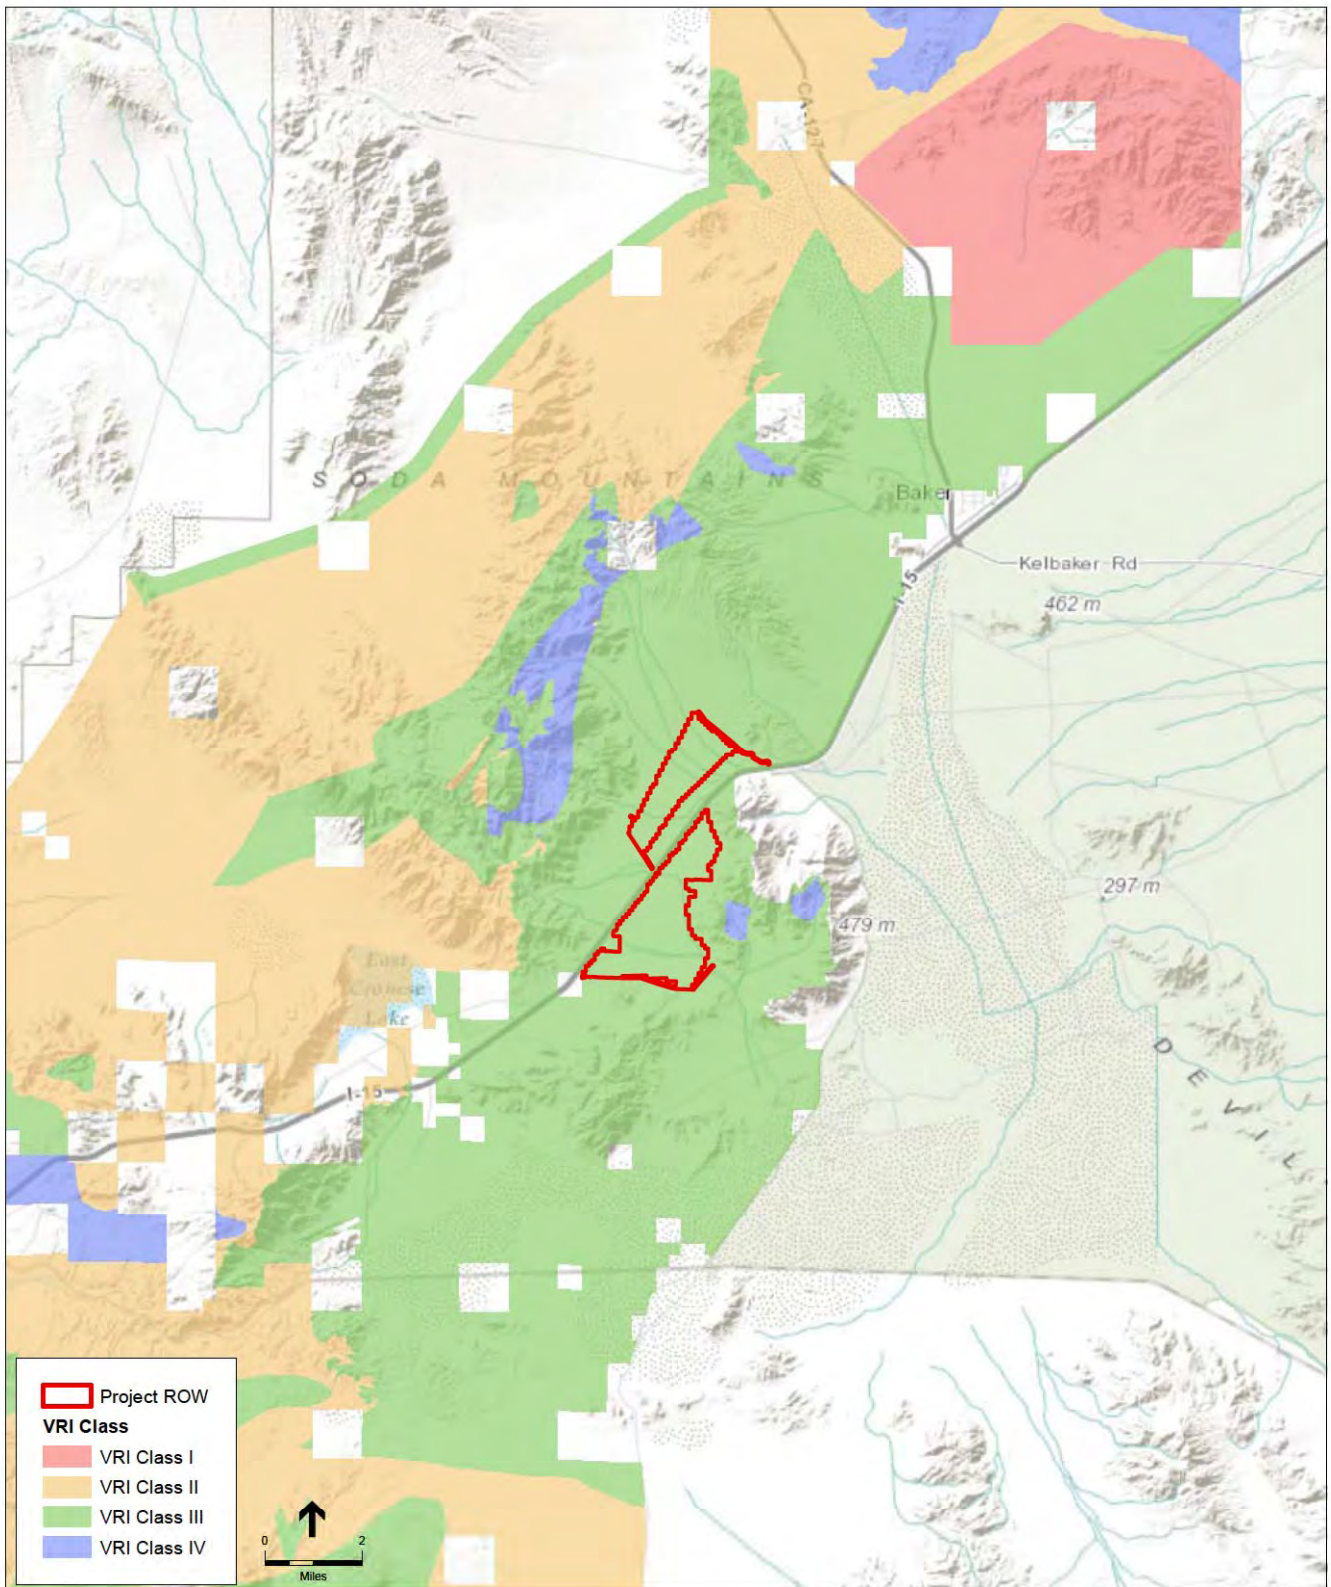 CA-127
SODA MOUNTAINS
Baker
Kelbaker Rd
I-15
462 m
297 m
479 m
East
Cronese
Lake
I-15
DEVIL
Project ROW
VRI Class
VRI Class I
VRI Class II
VRI Class III
VRI Class IV
0 2
Miles